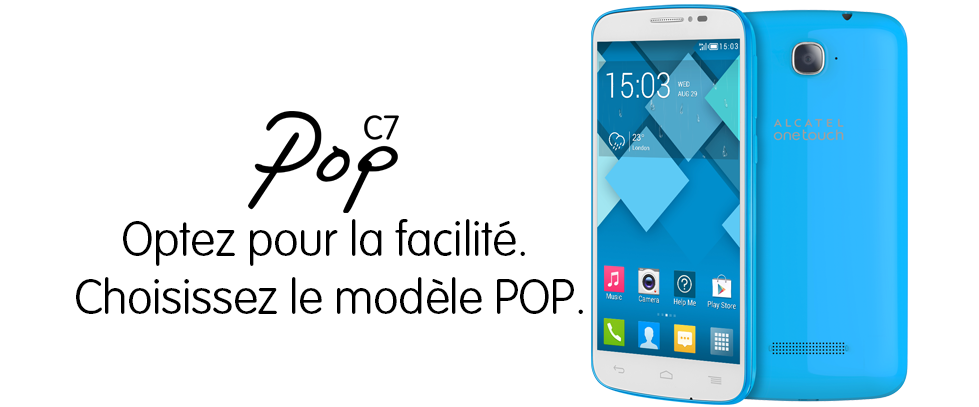 C7
Pop
Optez pour la facilité.
Choisissez le modèle POP.
15:03
15:03
WED
AUG 29
23°
London
Music
Camera
Help Me
Play Store
ALCATEL
onetouch